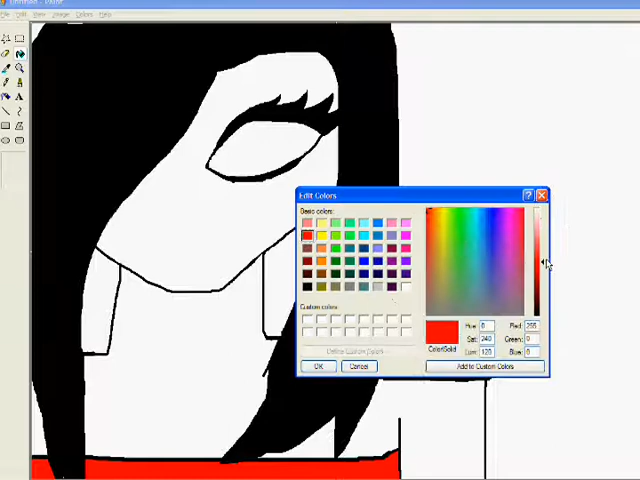 Untitled - Paint
File Edit View Image Colors Help
Edit Colors
Basic colors:
Custom colors:
Define Custom Colors >>
OK Cancel
Color|Solid
Hue: 0 Red: 255
Sat: 240 Green: 0
Lum: 120 Blue: 0
Add to Custom Colors